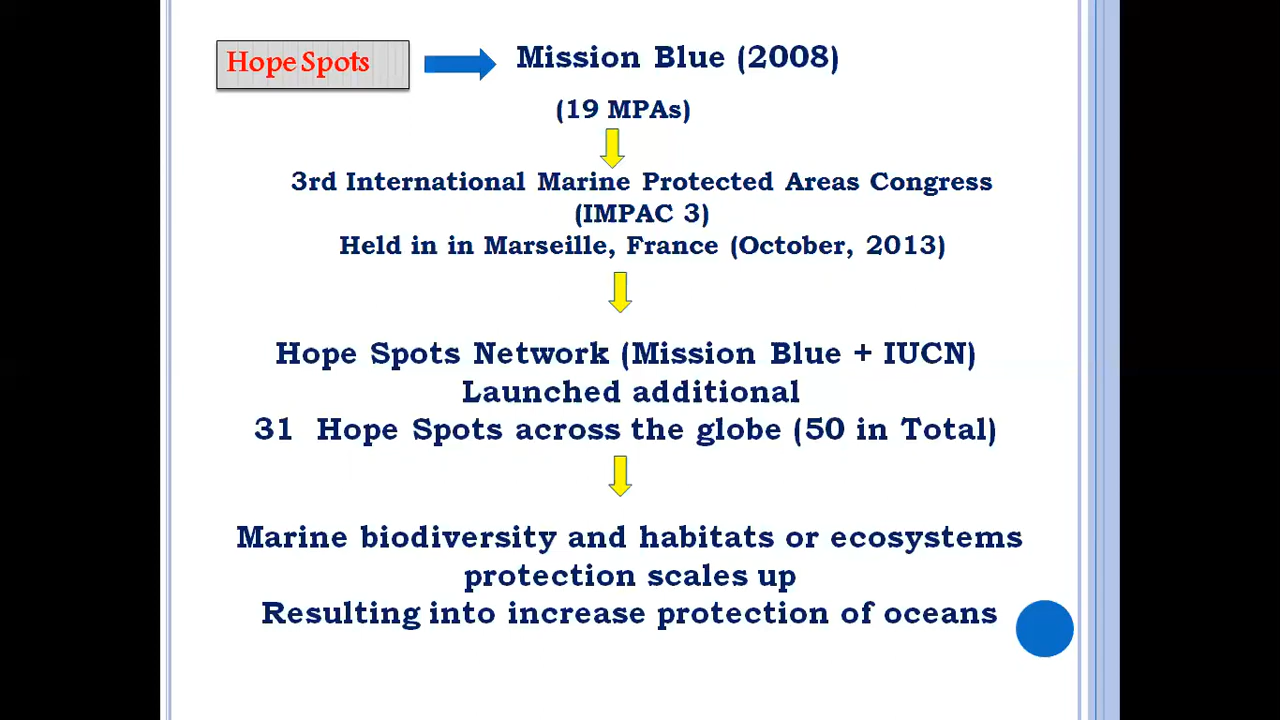 Hope Spots
Mission Blue (2008)
(19 MPAs)
3rd International Marine Protected Areas Congress
(IMPAC 3)
Held in in Marseille, France (October, 2013)
Hope Spots Network (Mission Blue + IUCN)
Launched additional
31 Hope Spots across the globe (50 in Total)
Marine biodiversity and habitats or ecosystems
protection scales up
Resulting into increase protection of oceans